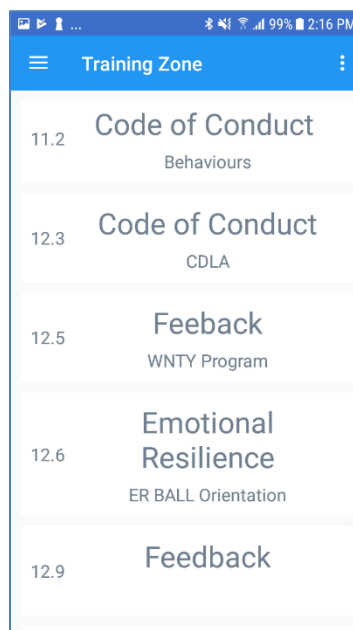 ... 99% 2:16 PM
Training Zone
11.2 Code of Conduct
Behaviours
12.3 Code of Conduct
CDLA
12.5 Feeback
WNTY Program
12.6 Emotional
Resilience
ER BALL Orientation
12.9 Feedback